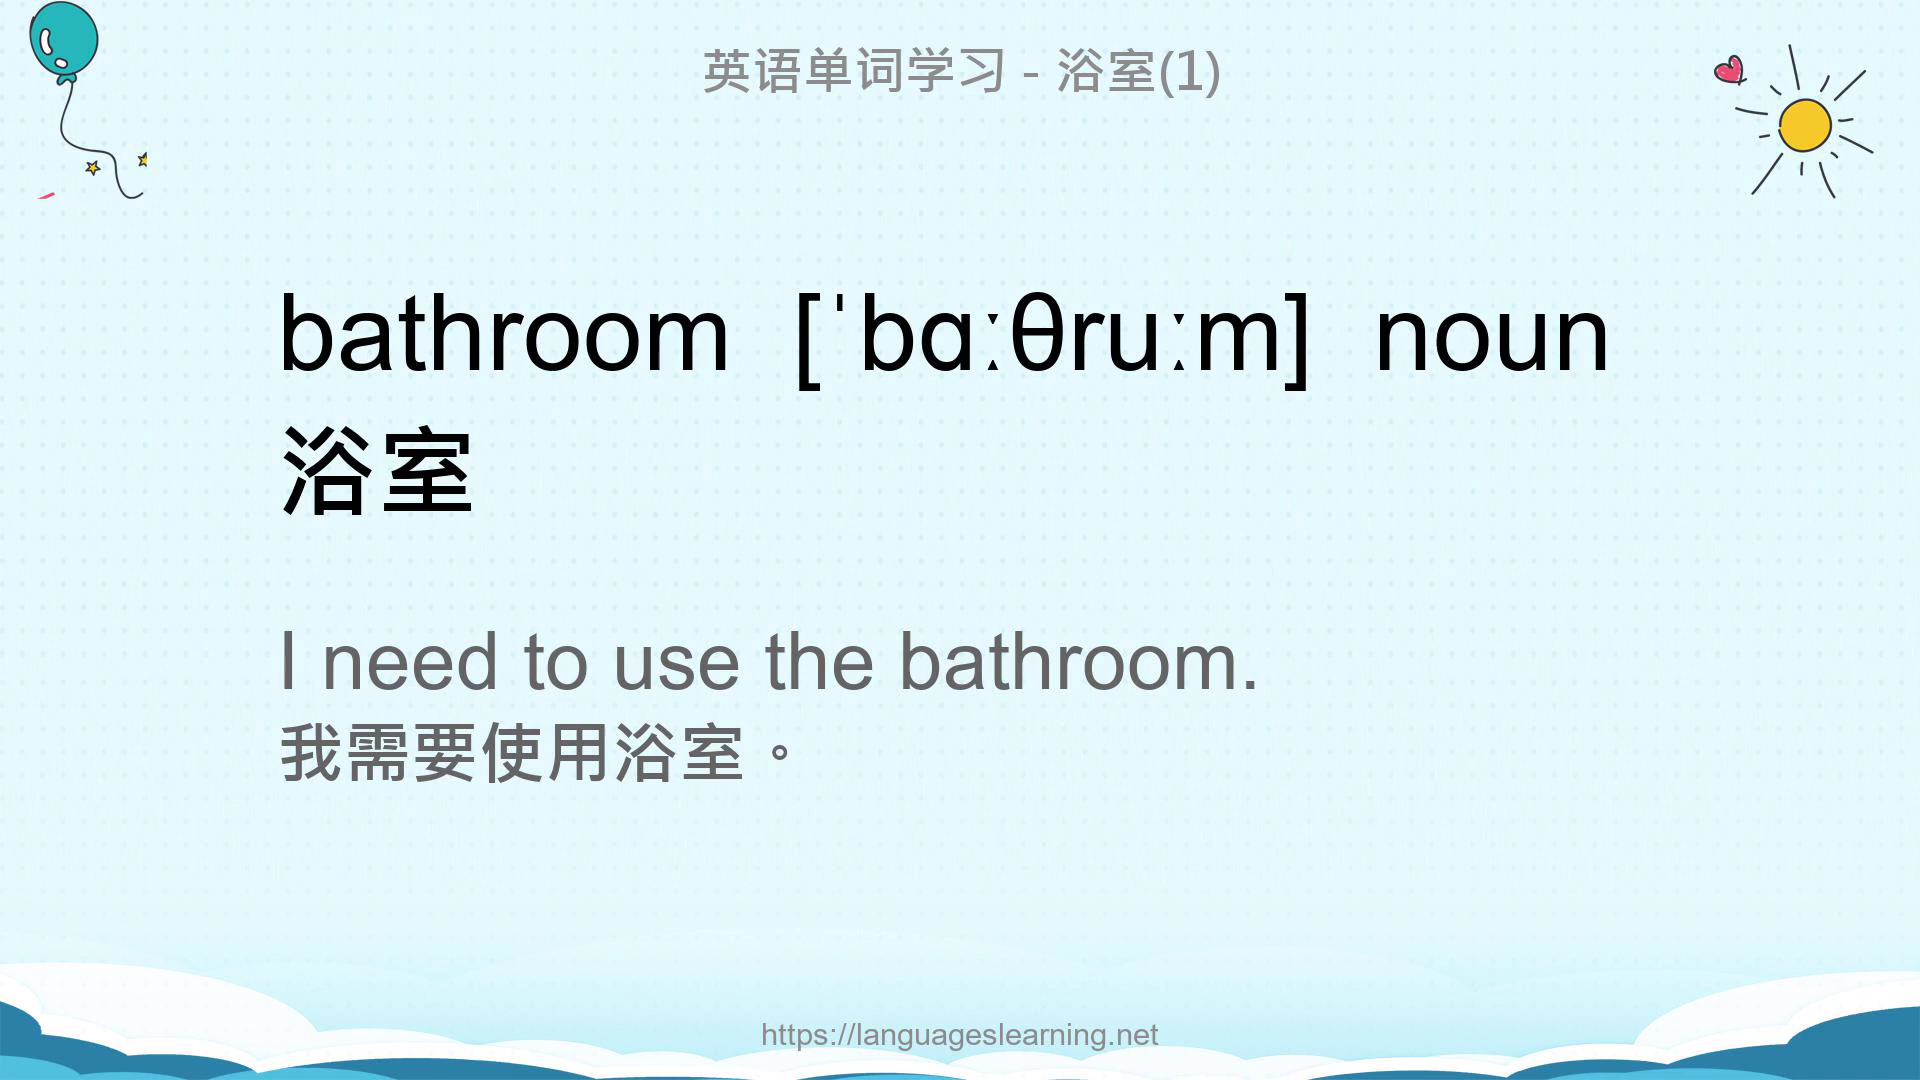 英语单词学习 - 浴室(1)
bathroom [ˈbɑːθruːm] noun
浴室
I need to use the bathroom.
我需要使用浴室。
https://languageslearning.net